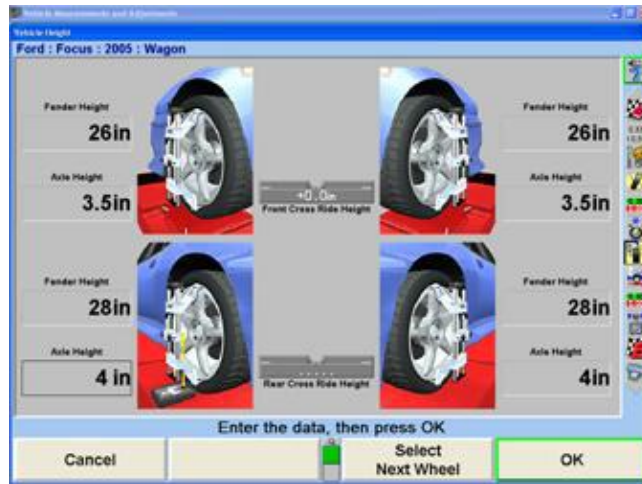 Vehicle Measurements and Adjustments
Vehicle Height
Ford : Focus : 2005 : Wagon
Fender Height
26in
Axle Height
3.5in
Fender Height
26in
Axle Height
3.5in
+0.0in
Front Cross Ride Height
Fender Height
28in
Axle Height
4 in
Fender Height
28in
Axle Height
4in
Rear Cross Ride Height
Enter the data, then press OK
Cancel
Select
Next Wheel
OK